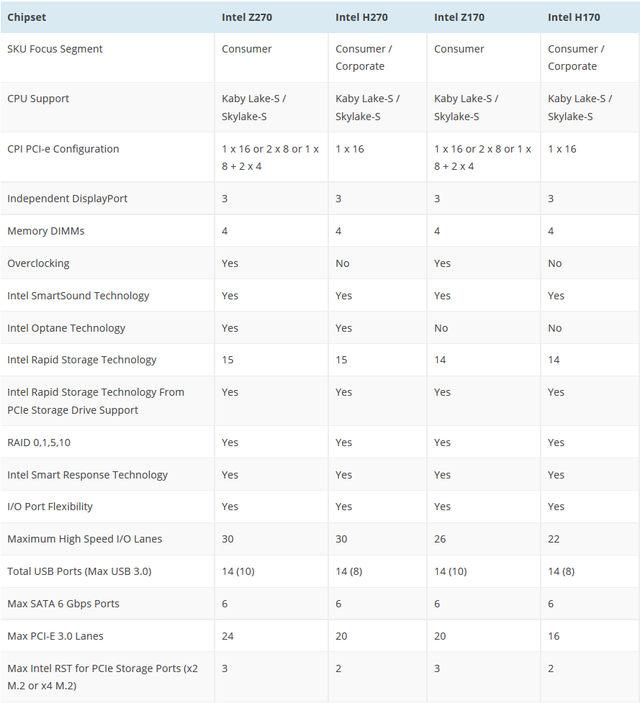 Chipset Intel Z270 Intel H270 Intel Z170 Intel H170
SKU Focus Segment Consumer Consumer / Consumer Consumer /
Corporate Corporate
CPU Support Kaby Lake-S / Kaby Lake-S / Kaby Lake-S / Kaby Lake-S /
Skylake-S Skylake-S Skylake-S Skylake-S
CPI PCI-e Configuration 1 x 16 or 2 x 8 or 1 x 1 x 16 1 x 16 or 2 x 8 or 1 x 1 x 16
8 + 2 x 4 8 + 2 x 4
Independent DisplayPort 3 3 3 3
Memory DIMMs 4 4 4 4
Overclocking Yes No Yes No
Intel SmartSound Technology Yes Yes Yes Yes
Intel Optane Technology Yes Yes No No
Intel Rapid Storage Technology 15 15 14 14
Intel Rapid Storage Technology From Yes Yes Yes Yes
PCIe Storage Drive Support
RAID 0,1,5,10 Yes Yes Yes Yes
Intel Smart Response Technology Yes Yes Yes Yes
I/O Port Flexibility Yes Yes Yes Yes
Maximum High Speed I/O Lanes 30 30 26 22
Total USB Ports (Max USB 3.0) 14 (10) 14 (8) 14 (10) 14 (8)
Max SATA 6 Gbps Ports 6 6 6 6
Max PCI-E 3.0 Lanes 24 20 20 16
Max Intel RST for PCIe Storage Ports (x2 3 2 3 2
M.2 or x4 M.2)